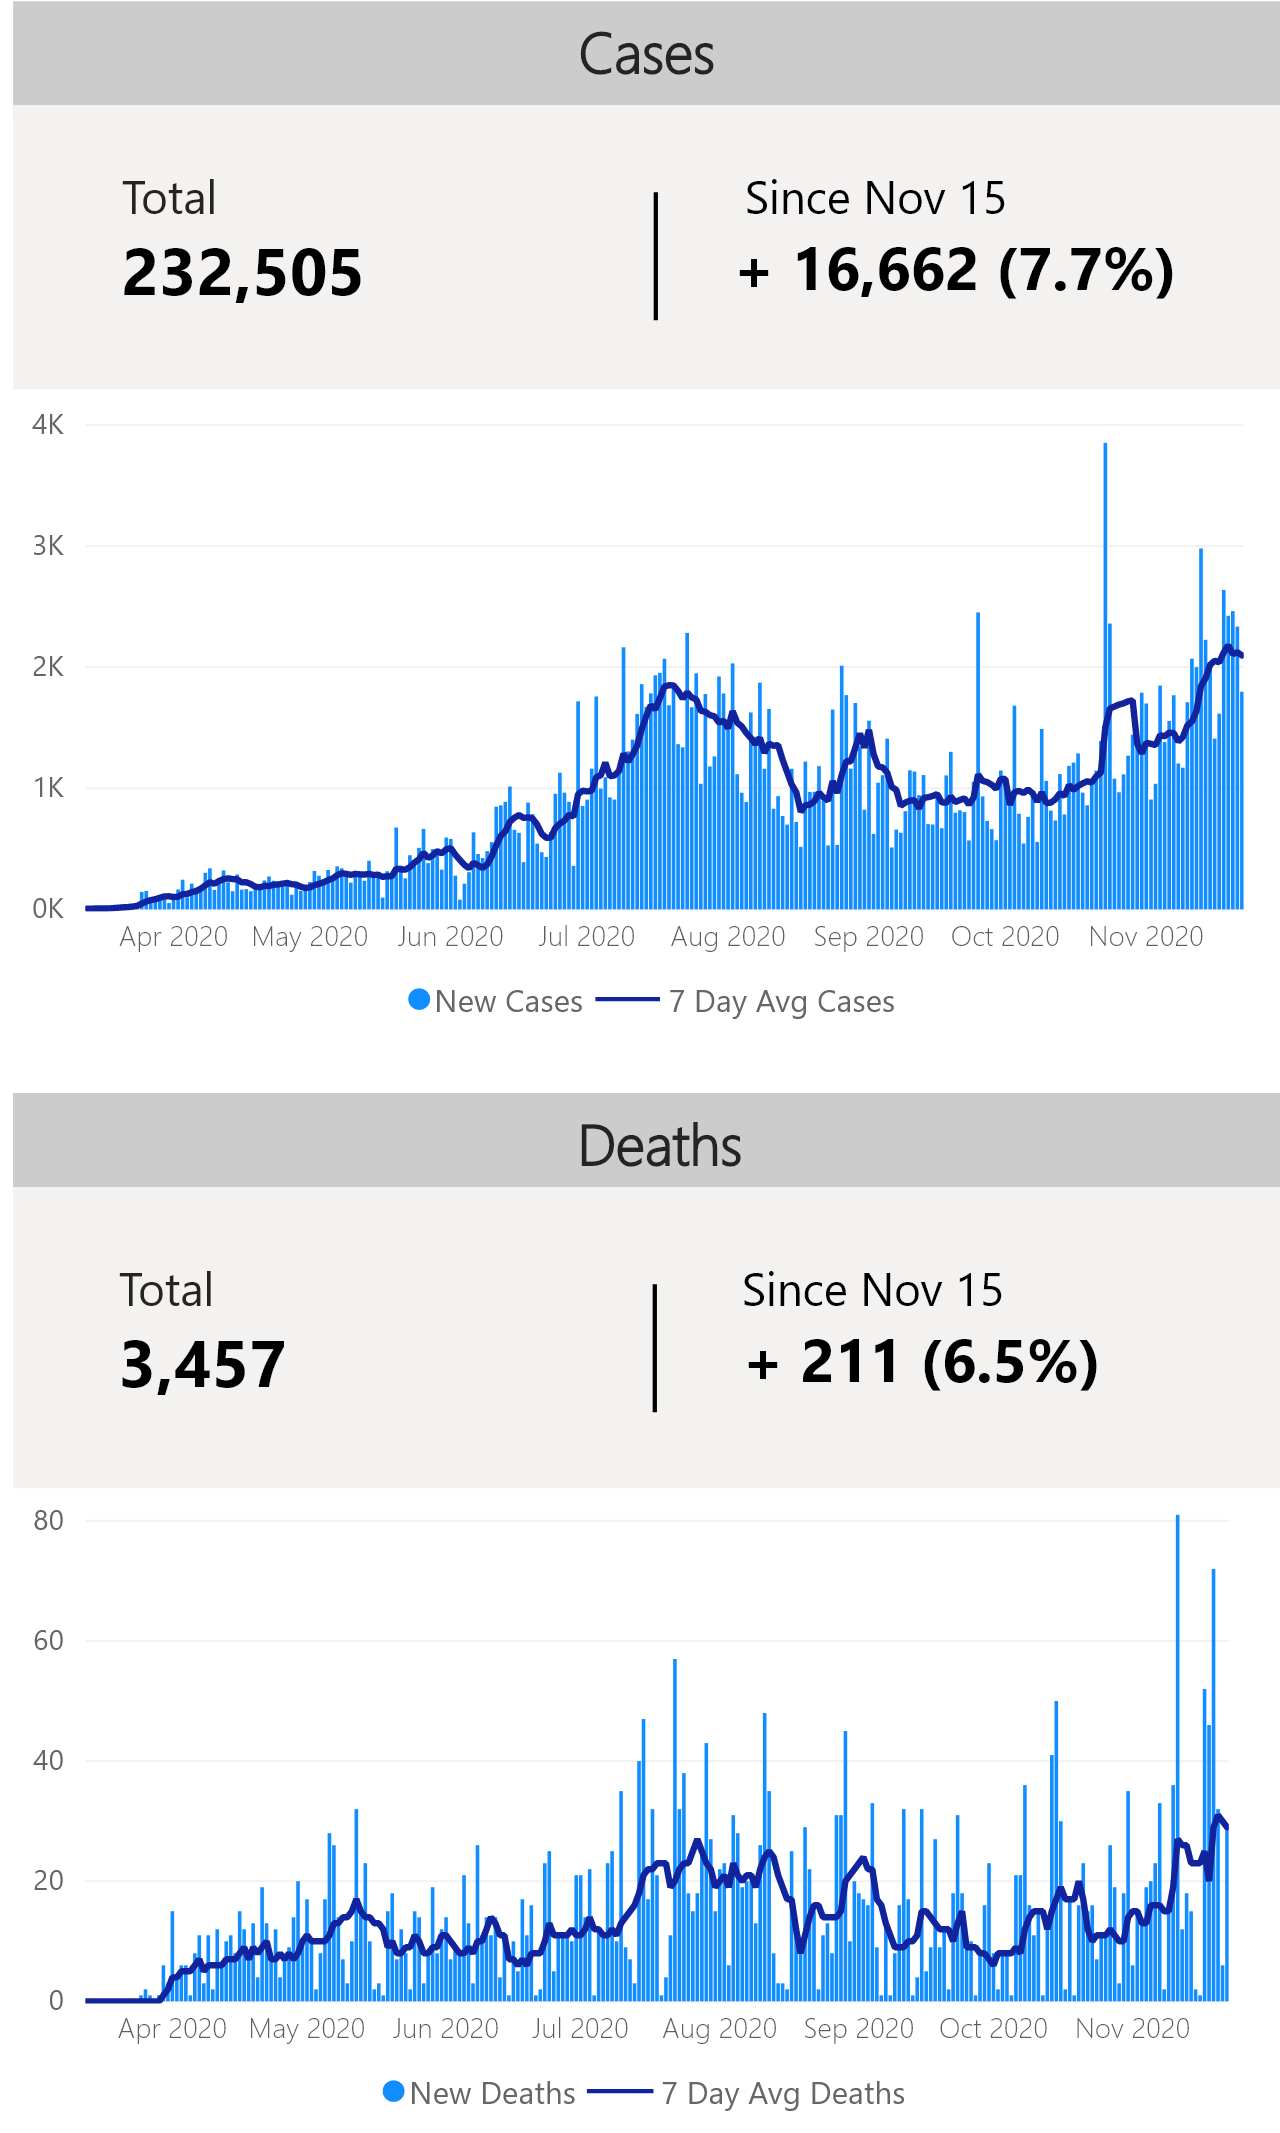 Cases
Total
Since Nov 15
232,505
+ 16,662 (7.7%)
4K
3K
2K
1K
0K
Apr 2020 May 2020 Jun 2020 Jul 2020 Aug 2020 Sep 2020 Oct 2020 Nov 2020
New Cases 7 Day Avg Cases
Deaths
Total
Since Nov 15
3,457
+ 211 (6.5%)
80
60
40
20
0
Apr 2020 May 2020 Jun 2020 Jul 2020 Aug 2020 Sep 2020 Oct 2020 Nov 2020
New Deaths 7 Day Avg Deaths